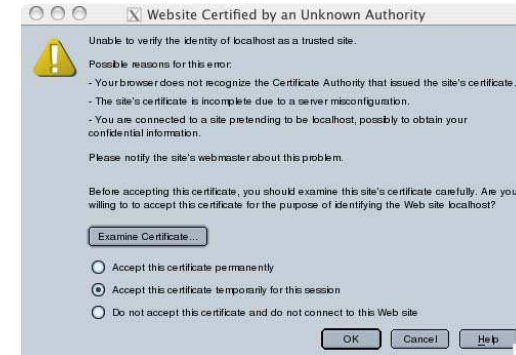 Website Certified by an Unknown Authority
Unable to verify the identity of localhost as a trusted site.
Possible reasons for this error:
- Your browser does not recognize the Certificate Authority that issued the site's certificate.
- The site's certificate is incomplete due to a server misconfiguration.
- You are connected to a site pretending to be localhost, possibly to obtain your
confidential information.
Please notify the site's webmaster about this problem.
Before accepting this certificate, you should examine this site's certificate carefully. Are you
willing to to accept this certificate for the purpose of identifying the Web site localhost?
Examine Certificate...
Accept this certificate permanently
Accept this certificate temporarily for this session
Do not accept this certificate and do not connect to this Web site
OK Cancel Help